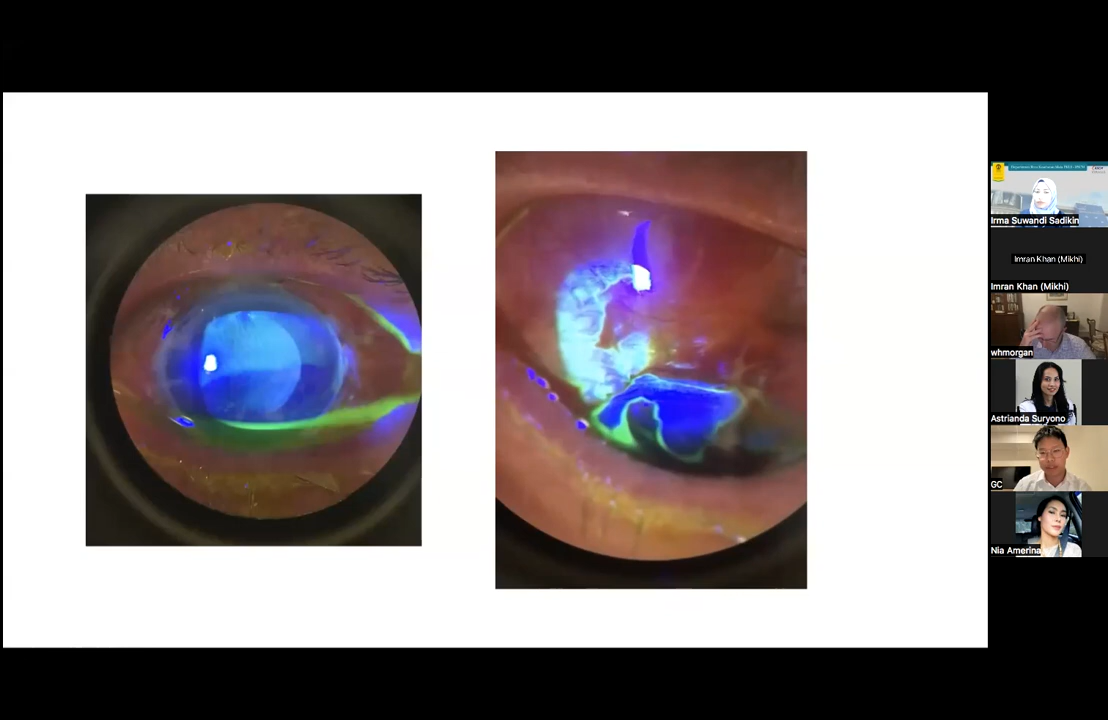 Irma Suwandi Sadikin
Imran Khan (Mikhi)
Imran Khan (Mikhi)
whmorgan
Astrianda Suryono
GC
Nia Amerina